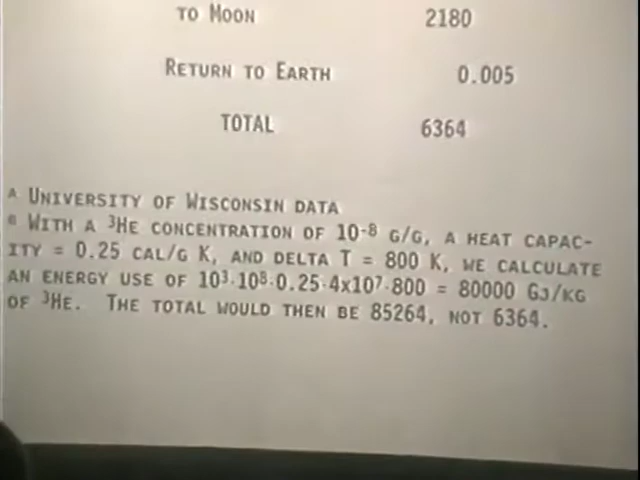 TO MOON 2180
RETURN TO EARTH 0.005
TOTAL 6364
A UNIVERSITY OF WISCONSIN DATA
B WITH A ³HE CONCENTRATION OF 10⁻⁸ G/G, A HEAT CAPAC-
ITY = 0.25 CAL/G K, AND DELTA T = 800 K, WE CALCULATE
AN ENERGY USE OF 10³·10⁸·0.25·4x10⁷·800 = 80000 GJ/KG
OF ³HE. THE TOTAL WOULD THEN BE 85264, NOT 6364.